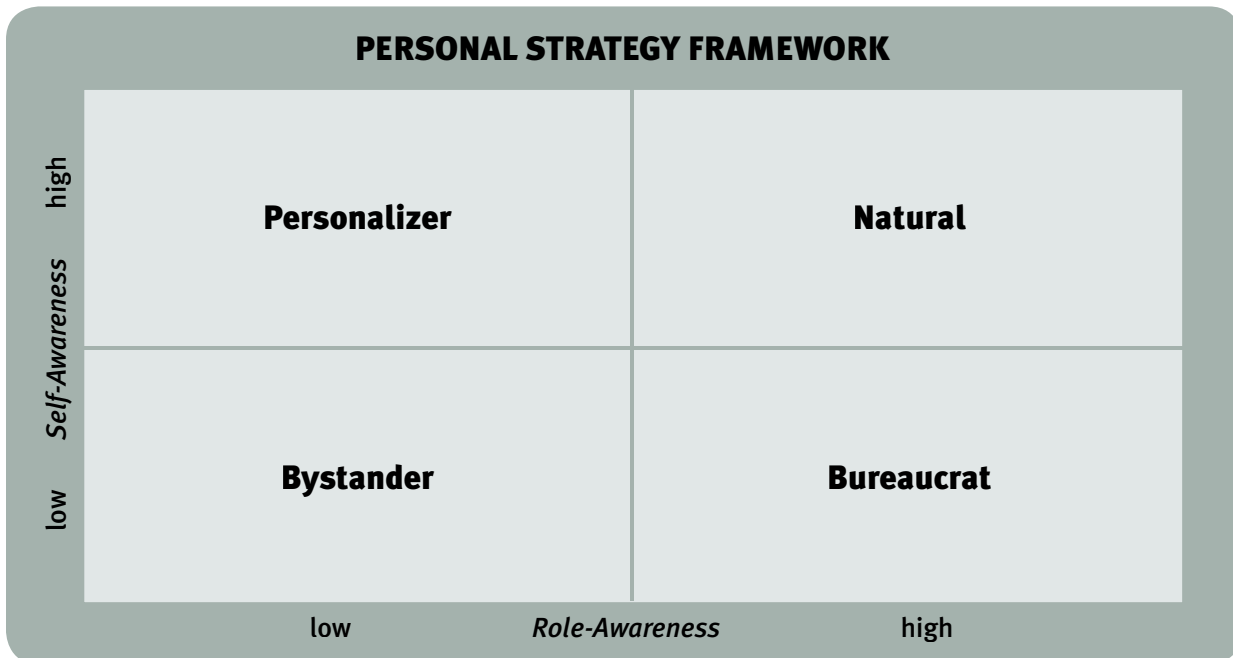 PERSONAL STRATEGY FRAMEWORK
high
Personalizer
Natural
Self-Awareness
low
Bystander
Bureaucrat
low
Role-Awareness
high